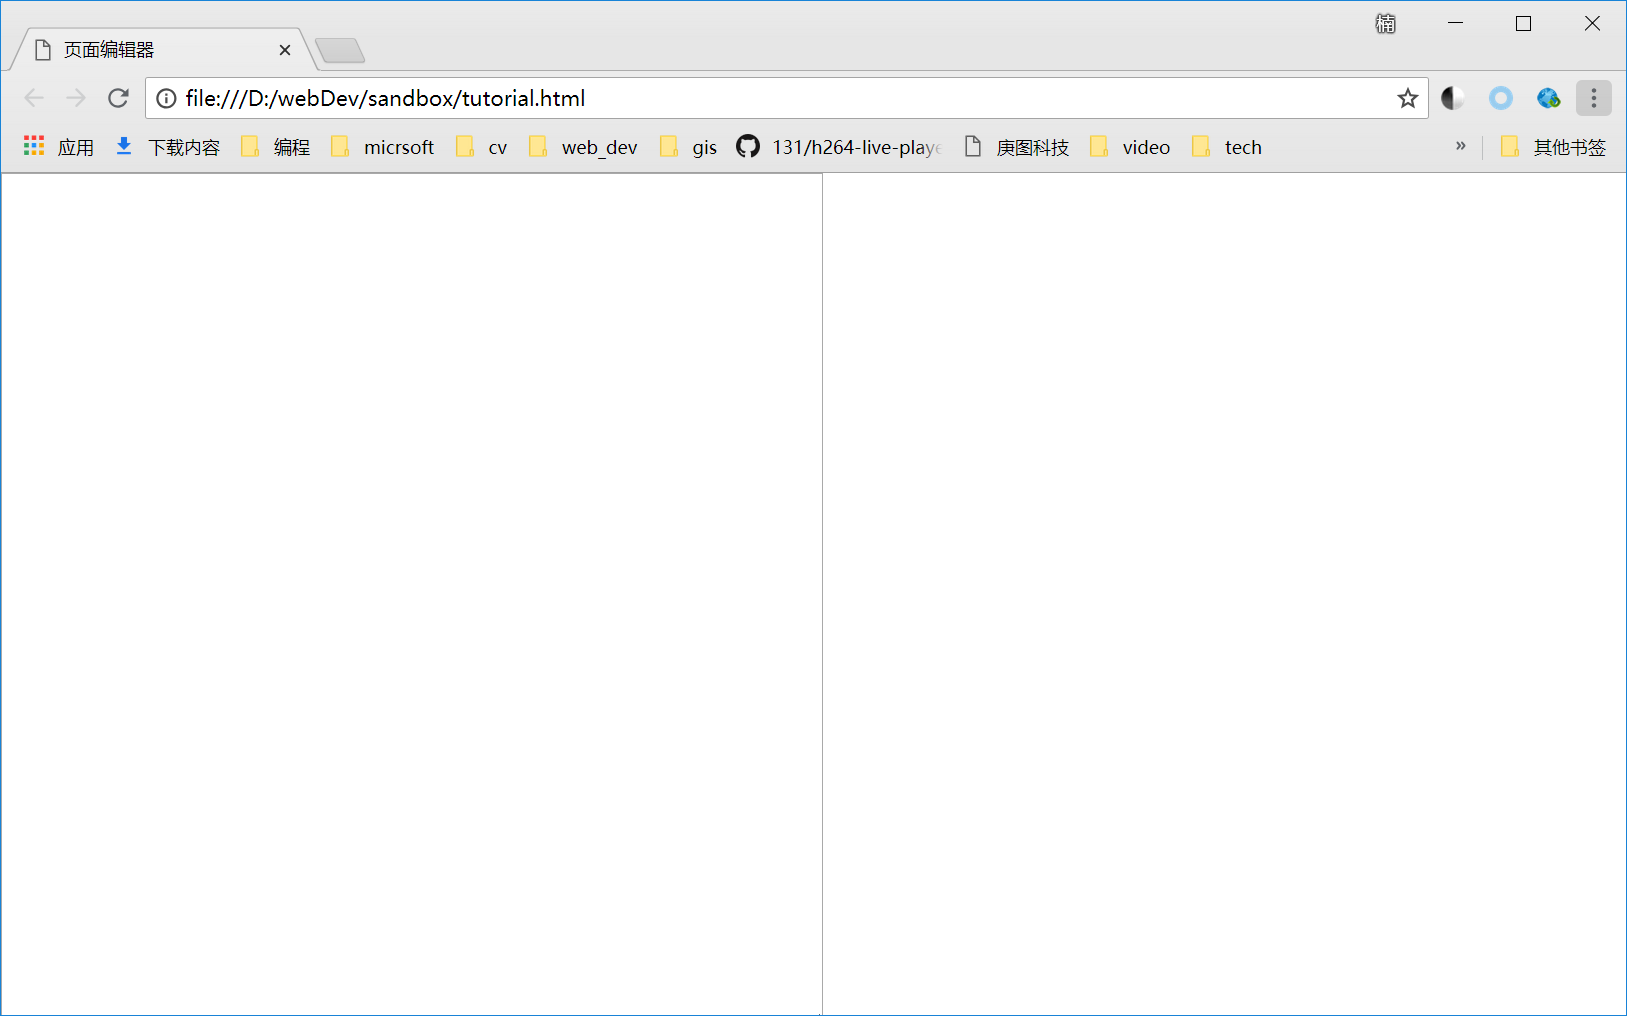 楠
页面编辑器
file:///D:/webDev/sandbox/tutorial.html
应用 下载内容 编程 micrsoft cv web_dev gis 131/h264-live-playe 庚图科技 video tech » 其他书签